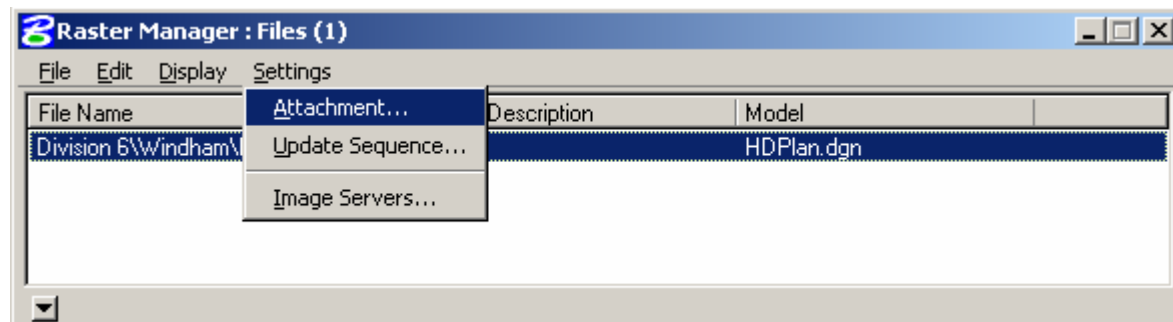 Raster Manager : Files (1)
File Edit Display Settings
File Name Description Model
Attachment...
Division 6\Windham\ HDPlan.dgn
Update Sequence...
Image Servers...